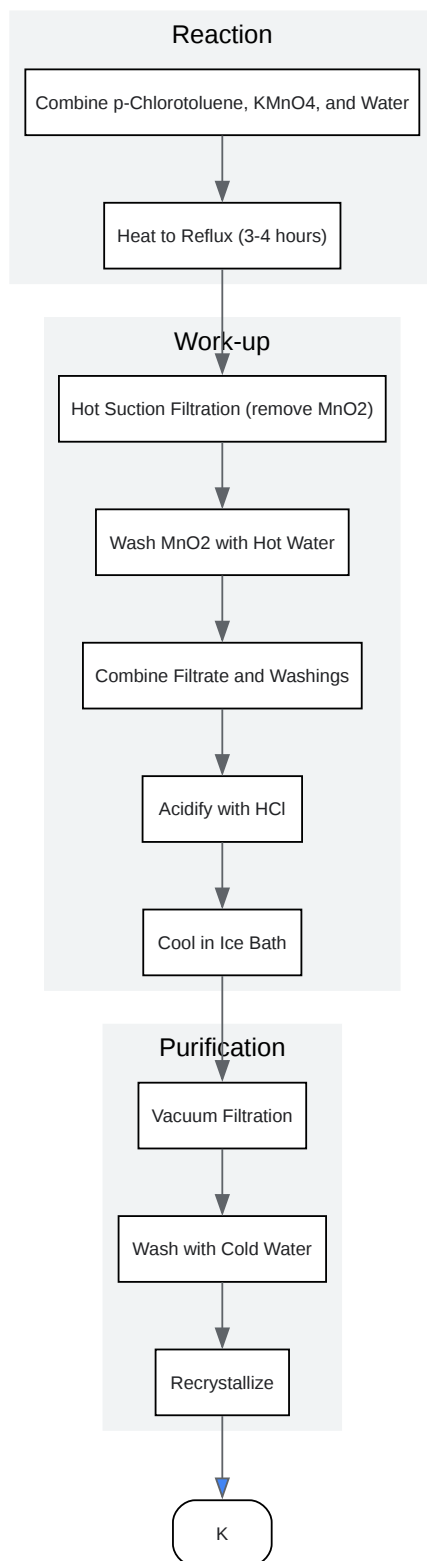 Reaction
Combine p-Chlorotoluene, KMnO4, and Water
Heat to Reflux (3-4 hours)
Work-up
Hot Suction Filtration (remove MnO2)
Wash MnO2 with Hot Water
Combine Filtrate and Washings
Acidify with HCl
Cool in Ice Bath
Purification
Vacuum Filtration
Wash with Cold Water
Recrystallize
K